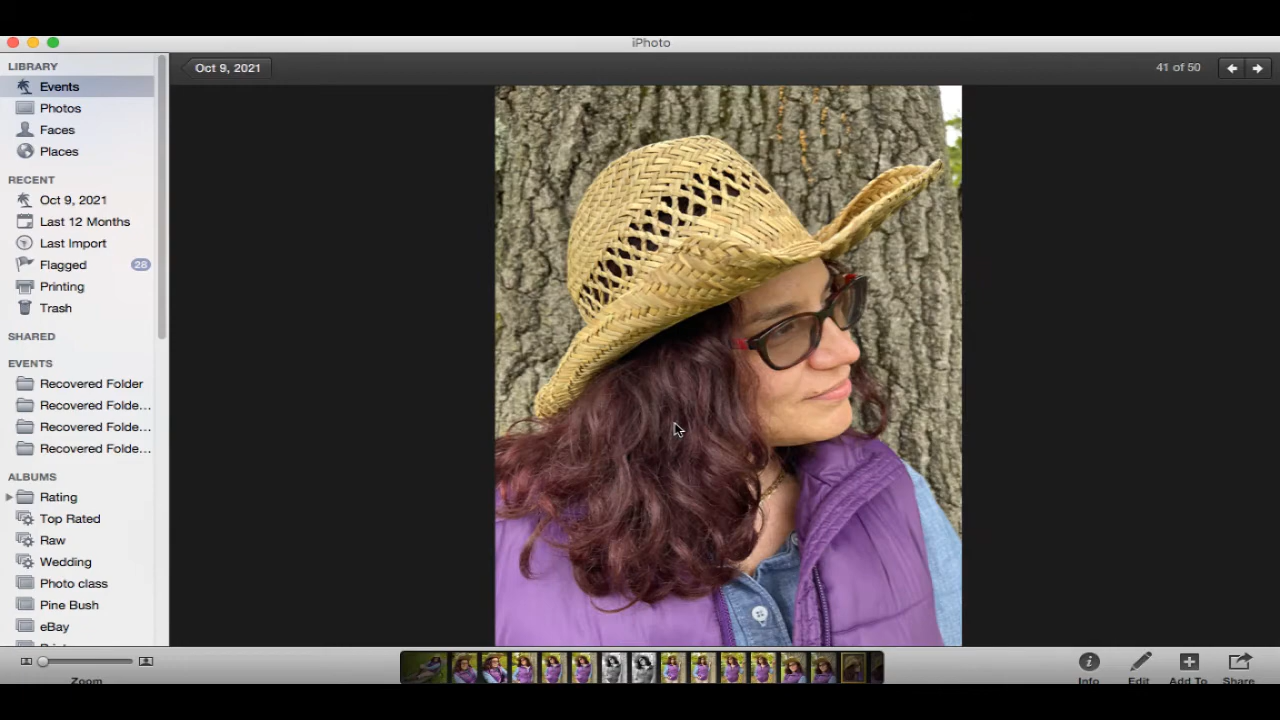 iPhoto
LIBRARY
Events
Photos
Faces
Places
RECENT
Oct 9, 2021
Last 12 Months
Last Import
Flagged 28
Printing
Trash
SHARED
EVENTS
Recovered Folder
Recovered Folde...
Recovered Folde...
Recovered Folde...
ALBUMS
Rating
Top Rated
Raw
Wedding
Photo class
Pine Bush
eBay
Oct 9, 2021
41 of 50
Zoom
Info
Edit
Add To
Share